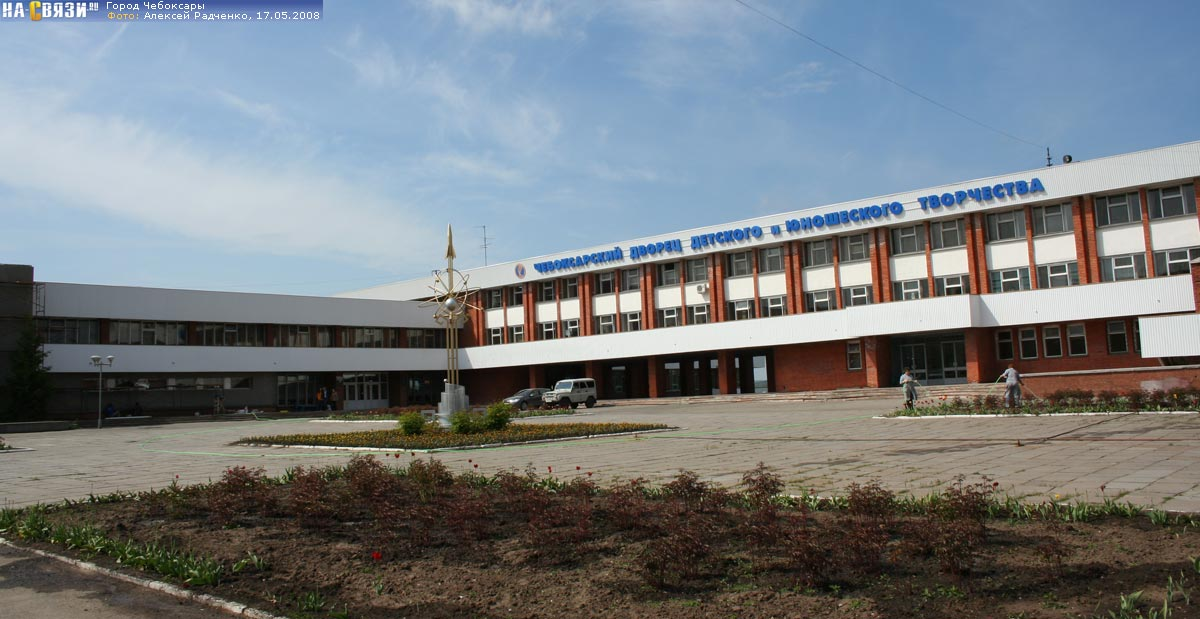 НА СВЯЗИ.RU
Город Чебоксары
Фото: Алексей Радченко, 17.05.2008
ЧЕБОКСАРСКИЙ ДВОРЕЦ ДЕТСКОГО и ЮНОШЕСКОГО ТВОРЧЕСТВА